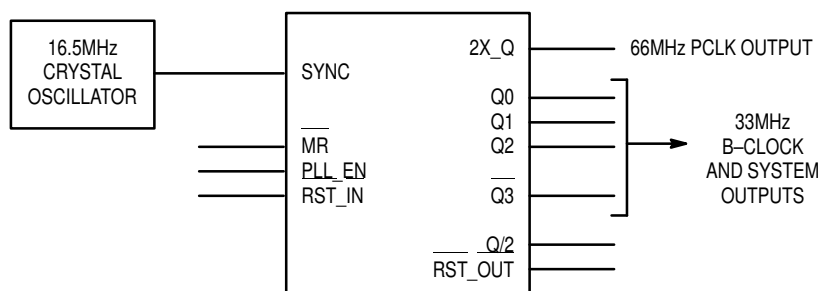 16.5MHz
CRYSTAL
OSCILLATOR
SYNC
MR
PLL_EN
RST_IN
2X_Q
Q0
Q1
Q2
Q3
Q/2
RST_OUT
66MHz PCLK OUTPUT
33MHz
B–CLOCK
AND SYSTEM
OUTPUTS